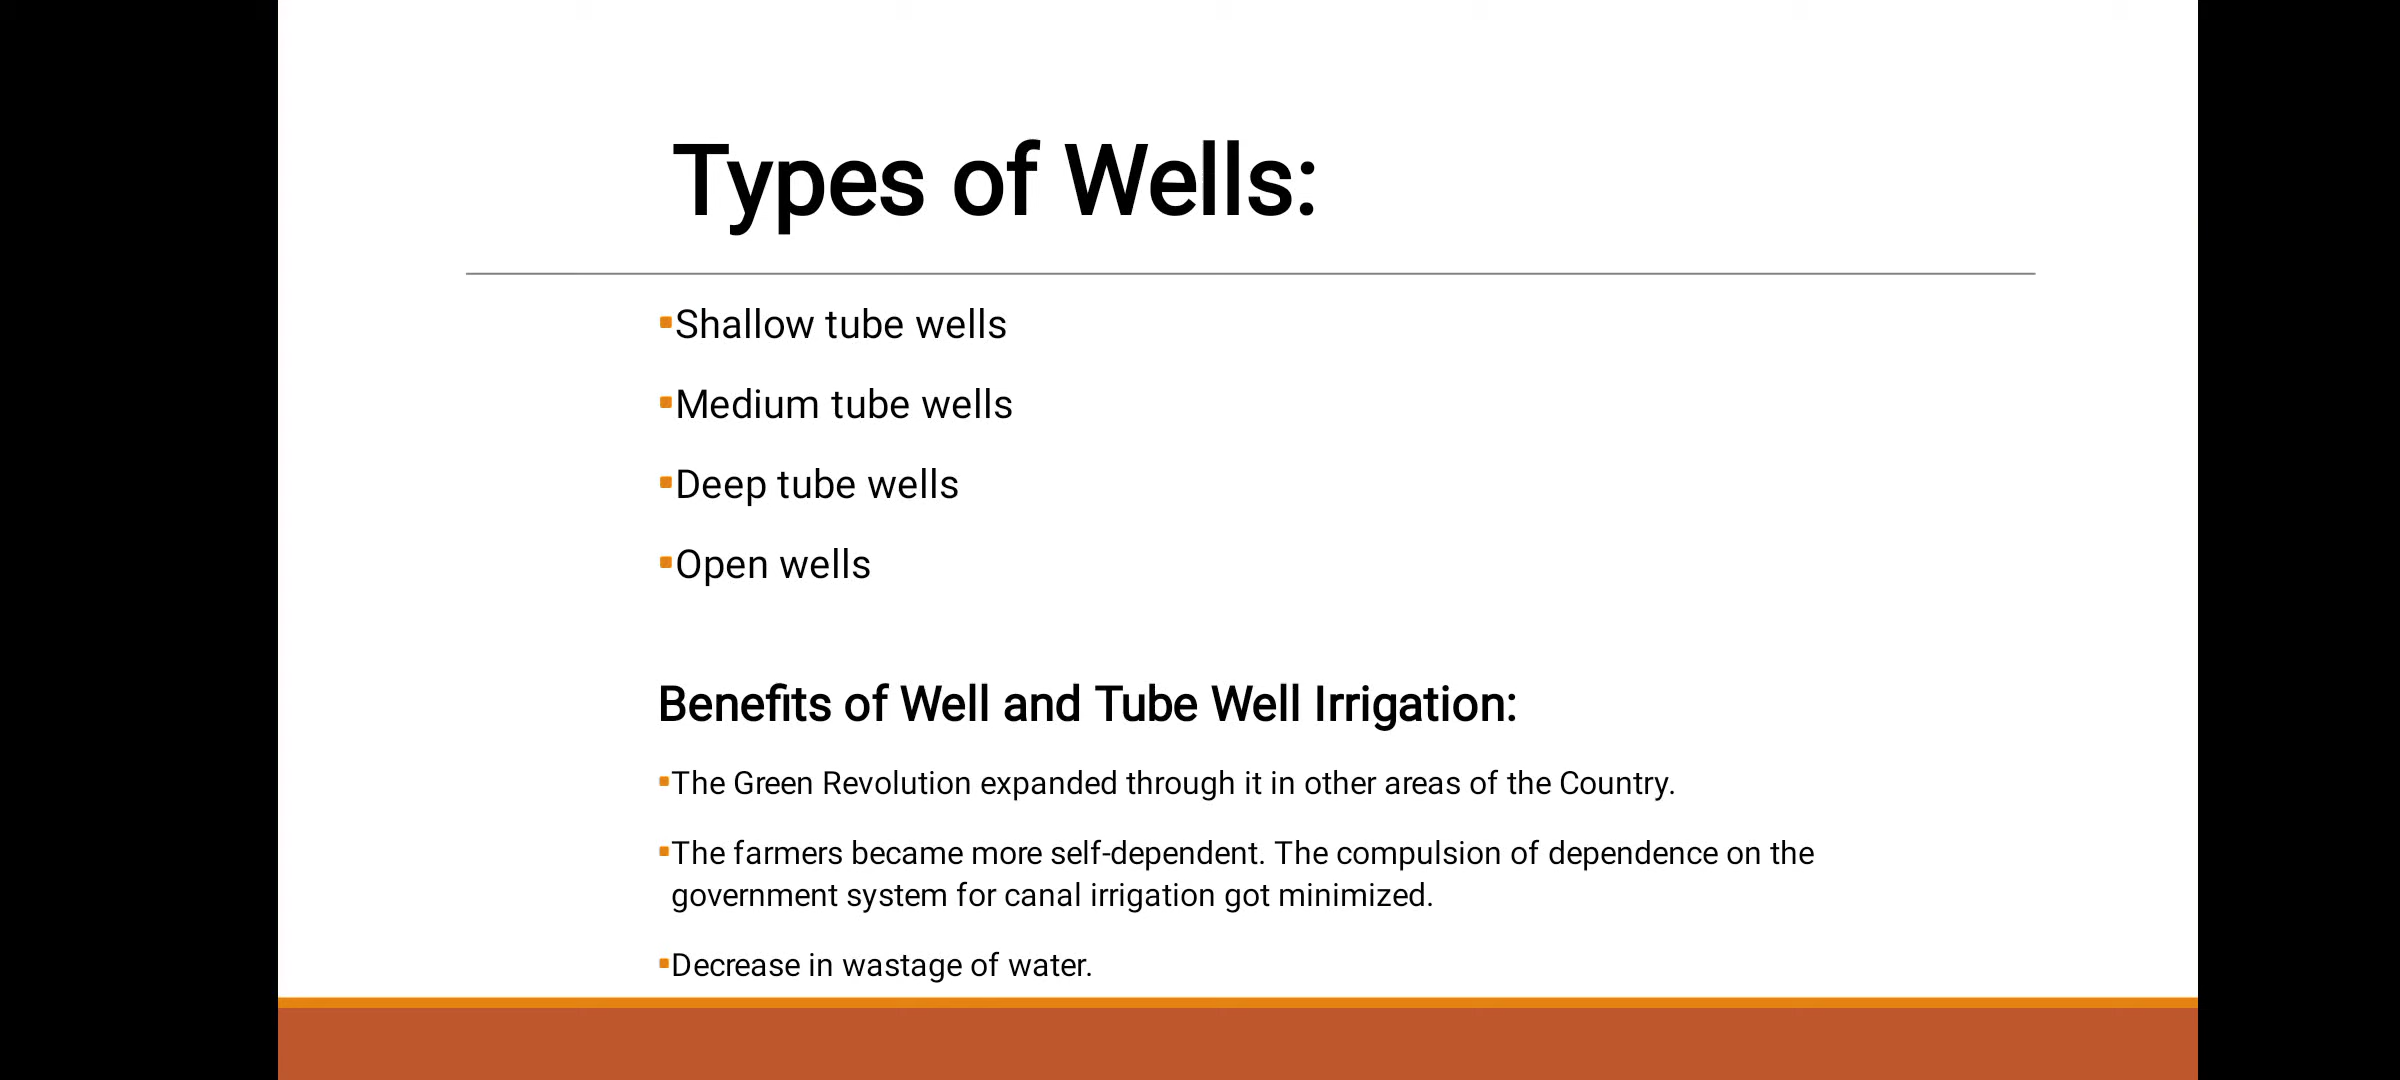 Types of Wells:
▪Shallow tube wells
▪Medium tube wells
▪Deep tube wells
▪Open wells
Benefits of Well and Tube Well Irrigation:
▪The Green Revolution expanded through it in other areas of the Country.
▪The farmers became more self-dependent. The compulsion of dependence on the
government system for canal irrigation got minimized.
▪Decrease in wastage of water.